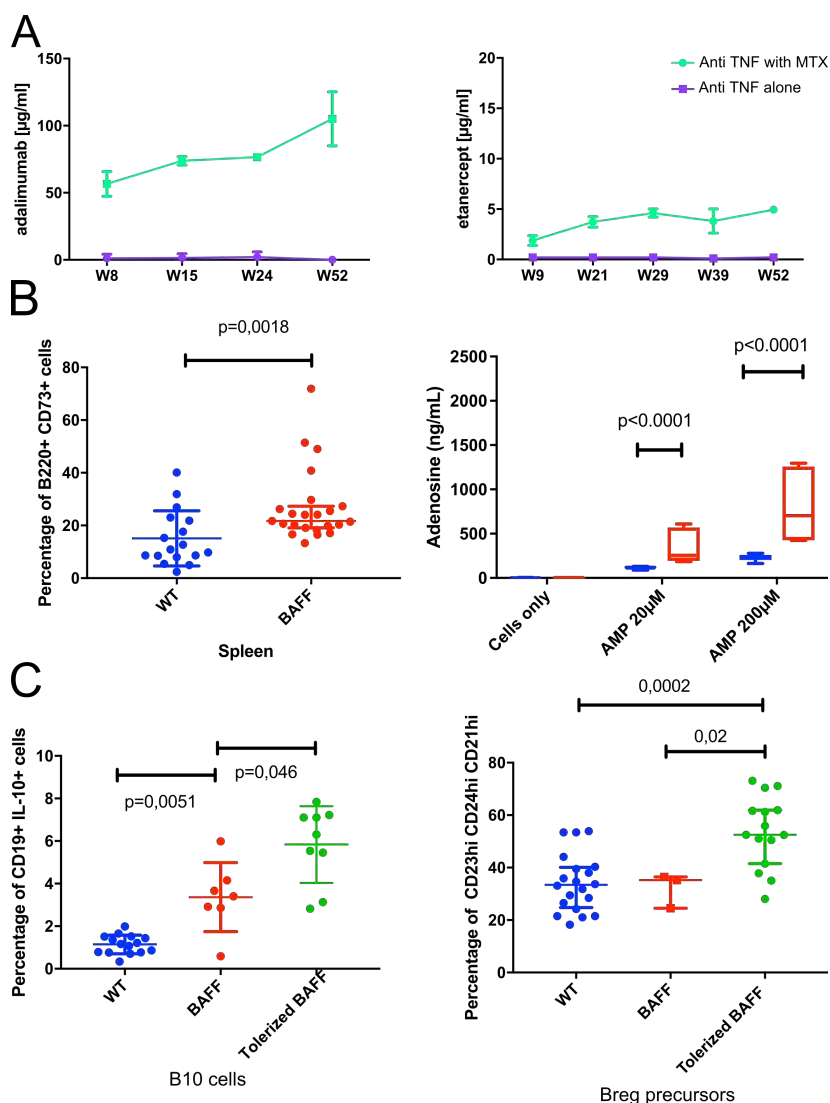 A
adalimumab [µg/ml]
150
100
50
0
W8
W15
W24
W52
etanercept [µg/ml]
20
15
10
5
0
W9
W21
W29
W39
W52
Anti TNF with MTX
Anti TNF alone
B
p=0,0018
Percentage of B220+ CD73+ cells
80
60
40
20
0
WT
BAFF
Spleen
p<0.0001
p<0.0001
Adenosine (ng/mL)
2500
2000
1500
1000
500
0
Cells only
AMP 20µM
AMP 200µM
C
Percentage of CD19+ IL-10+ cells
10
8
6
4
2
0
p=0,0051
p=0,046
WT
BAFF
Tolerized BAFF
B10 cells
0,0002
0,02
Percentage of CD23hi CD24hi CD21hi
80
60
40
20
0
WT
BAFF
Tolerized BAFF
Breg precursors